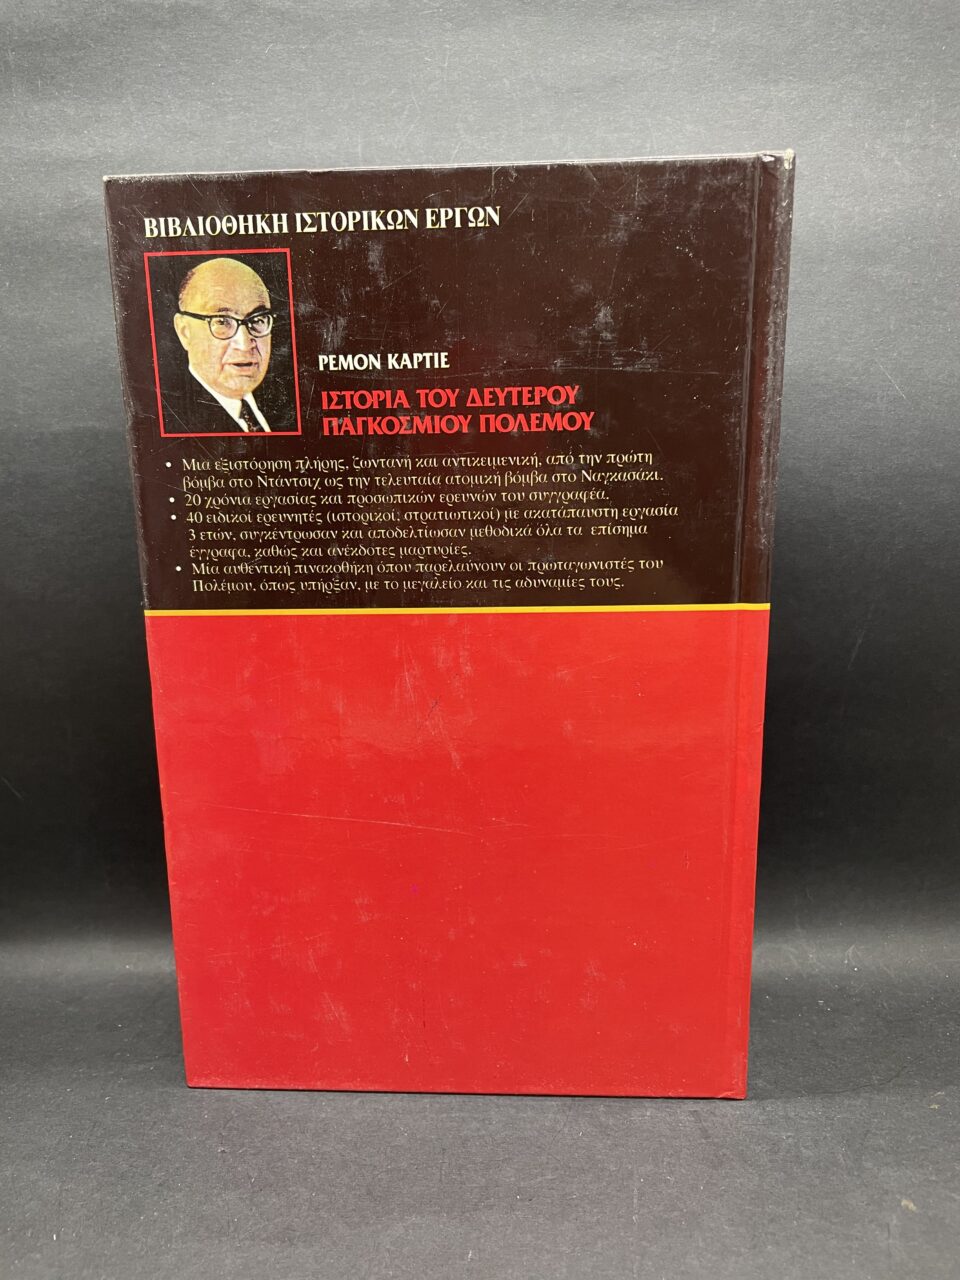 ΒΙΒΛΙΟΘΗΚΗ ΙΣΤΟΡΙΚΩΝ ΕΡΓΩΝ
ΡΕΜΟΝ ΚΑΡΤΙΕ
ΙΣΤΟΡΙΑ ΤΟΥ ΔΕΥΤΕΡΟΥ
ΠΑΓΚΟΣΜΙΟΥ ΠΟΛΕΜΟΥ
• Μια εξιστόρηση πλήρης, ζωντανή και αντικειμενική, από την πρώτη
βόμβα στο Ντάντσιχ ως την τελευταία ατομική βόμβα στο Ναγκασάκι.
• 20 χρόνια εργασίας και προσωπικών ερευνών του συγγραφέα.
• 40 ειδικοί ερευνητές (ιστορικοί, στρατιωτικοί) με ακατάπαυστη εργασία
3 ετών, συγκέντρωσαν και αποδελτίωσαν μεθοδικά όλα τα επίσημα
έγγραφα, καθώς και ανέκδοτες μαρτυρίες.
• Μία αυθεντική πινακοθήκη όπου παρελαύνουν οι πρωταγωνιστές του
Πολέμου, όπως υπήρξαν, με το μεγαλείο και τις αδυναμίες τους.